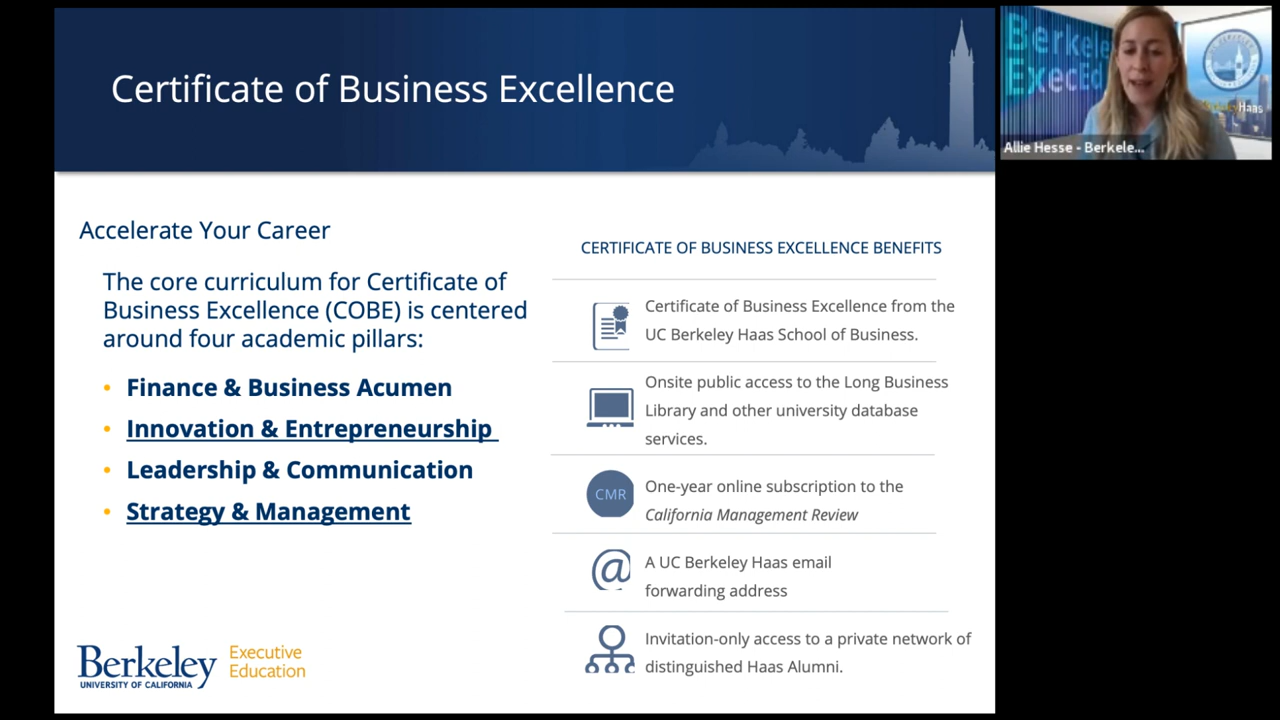 Certificate of Business Excellence
Accelerate Your Career
The core curriculum for Certificate of
Business Excellence (COBE) is centered
around four academic pillars:
• Finance & Business Acumen
• Innovation & Entrepreneurship
• Leadership & Communication
• Strategy & Management
Berkeley
UNIVERSITY OF CALIFORNIA
Executive
Education
CERTIFICATE OF BUSINESS EXCELLENCE BENEFITS
Certificate of Business Excellence from the
UC Berkeley Haas School of Business.
Onsite public access to the Long Business
Library and other university database
services.
CMR
One-year online subscription to the
California Management Review
@
A UC Berkeley Haas email
forwarding address
Invitation-only access to a private network of
distinguished Haas Alumni.
Berkele
ExecEd
Haas
Allie Hesse - Berkele...